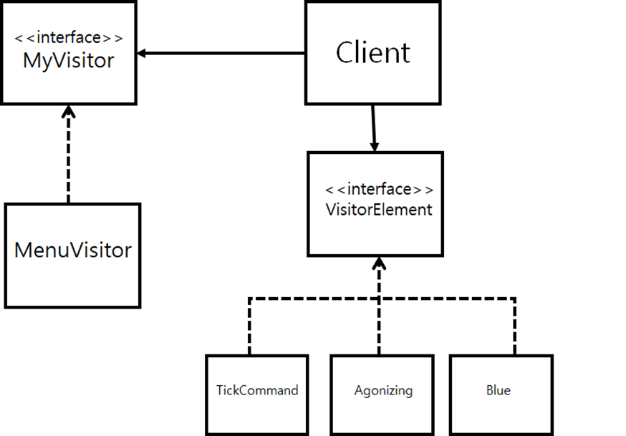 <<interface>>
MyVisitor
Client
<<interface>>
VisitorElement
MenuVisitor
TickCommand
Agonizing
Blue